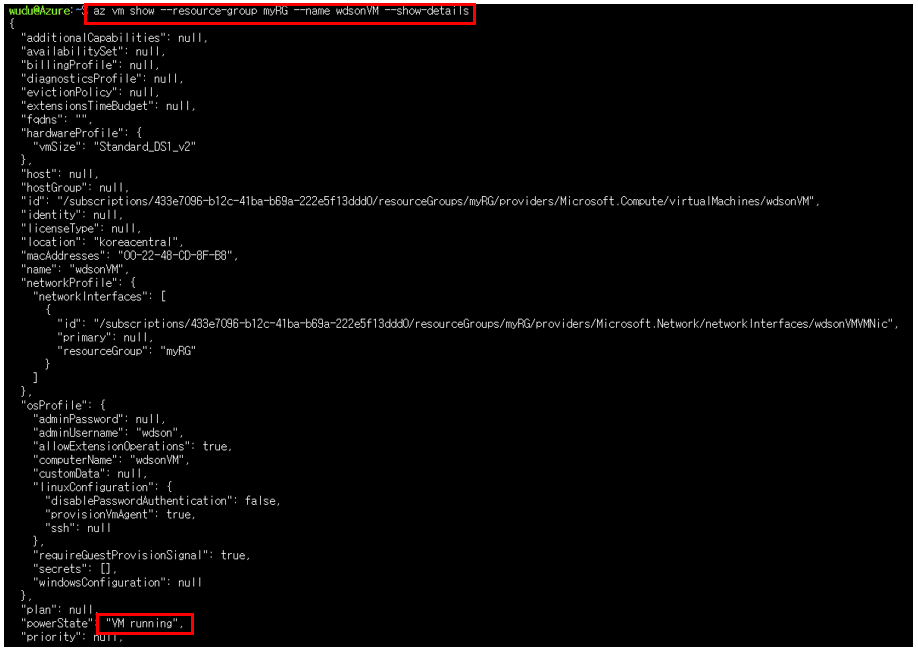 wudu@Azure:~$ az vm show --resource-group myRG --name wdsonVM --show-details
{
  "additionalCapabilities": null,
  "availabilitySet": null,
  "billingProfile": null,
  "diagnosticsProfile": null,
  "evictionPolicy": null,
  "extensionsTimeBudget": null,
  "fqdns": "",
  "hardwareProfile": {
    "vmSize": "Standard_DS1_v2"
  },
  "host": null,
  "hostGroup": null,
  "id": "/subscriptions/433e7096-b12c-41ba-b69a-222e5f13ddd0/resourceGroups/myRG/providers/Microsoft.Compute/virtualMachines/wdsonVM",
  "identity": null,
  "licenseType": null,
  "location": "koreacentral",
  "macAddresses": "00-22-48-CD-8F-B8",
  "name": "wdsonVM",
  "networkProfile": {
    "networkInterfaces": [
      {
        "id": "/subscriptions/433e7096-b12c-41ba-b69a-222e5f13ddd0/resourceGroups/myRG/providers/Microsoft.Network/networkInterfaces/wdsonVMVMNic",
        "primary": null,
        "resourceGroup": "myRG"
      }
    ]
  },
  "osProfile": {
    "adminPassword": null,
    "adminUsername": "wdson",
    "allowExtensionOperations": true,
    "computerName": "wdsonVM",
    "customData": null,
    "linuxConfiguration": {
      "disablePasswordAuthentication": false,
      "provisionVmAgent": true,
      "ssh": null
    },
    "requireGuestProvisionSignal": true,
    "secrets": [],
    "windowsConfiguration": null
  },
  "plan": null,
  "powerState": "VM running",
  "priority": null,